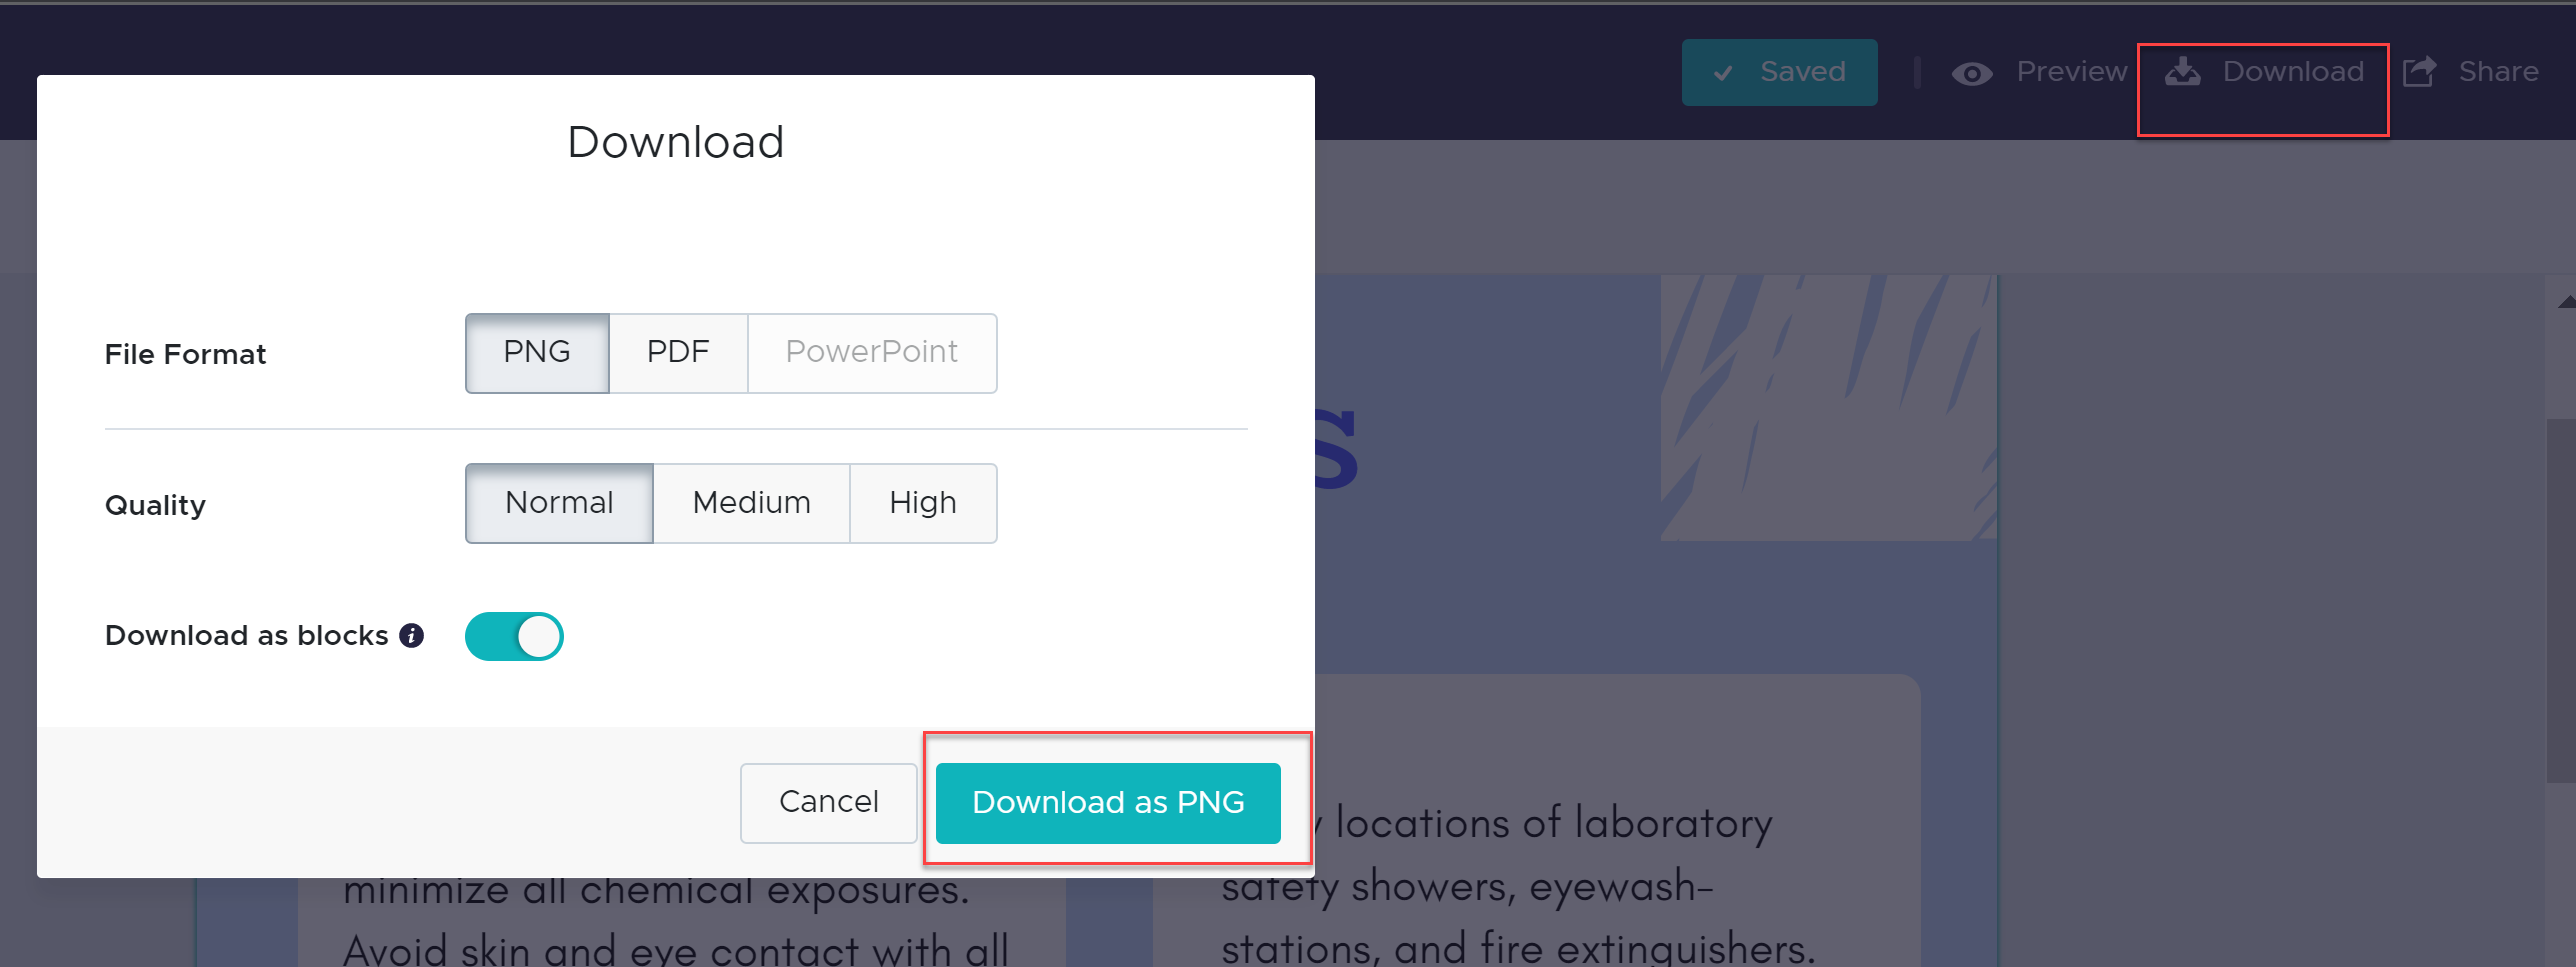 Saved
Preview
Download
Share
Download
File Format
PNG
PDF
PowerPoint
Quality
Normal
Medium
High
Download as blocks
Cancel
Download as PNG
s
minimize all chemical exposures.
Avoid skin and eye contact with all
y locations of laboratory
safety showers, eyewash-
stations, and fire extinguishers.